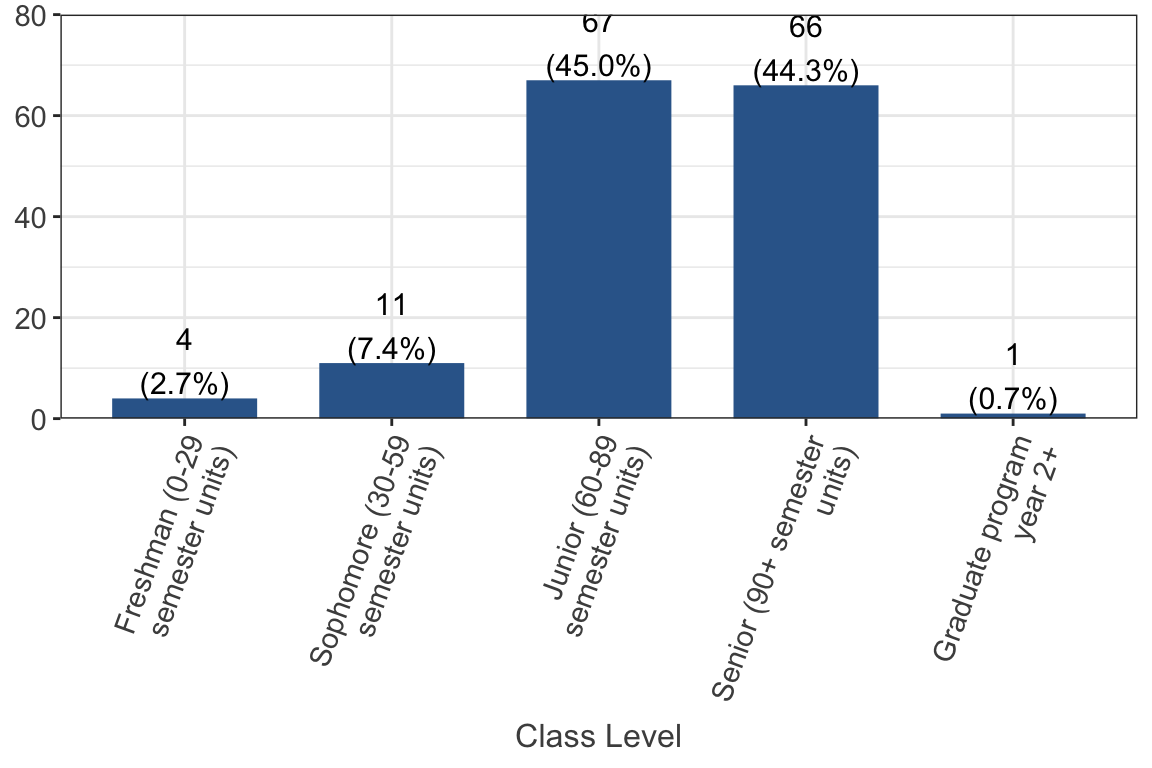 80
60
40
20
0
4
(2.7%)
11
(7.4%)
67
(45.0%)
66
(44.3%)
1
(0.7%)
Freshman (0-29
semester units)
Sophomore (30-59
semester units)
Junior (60-89
semester units)
Senior (90+ semester
units)
Graduate program
year 2+
Class Level